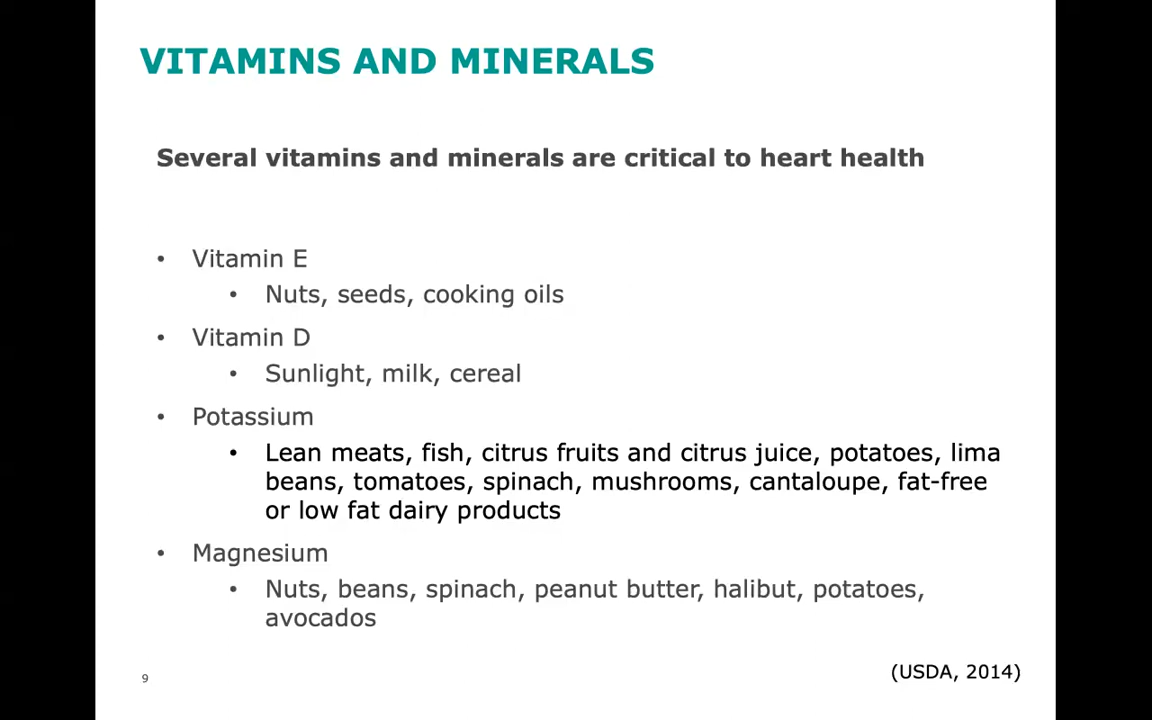 VITAMINS AND MINERALS
Several vitamins and minerals are critical to heart health
• Vitamin E
• Nuts, seeds, cooking oils
• Vitamin D
• Sunlight, milk, cereal
• Potassium
• Lean meats, fish, citrus fruits and citrus juice, potatoes, lima
beans, tomatoes, spinach, mushrooms, cantaloupe, fat-free
or low fat dairy products
• Magnesium
• Nuts, beans, spinach, peanut butter, halibut, potatoes,
avocados
9
(USDA, 2014)